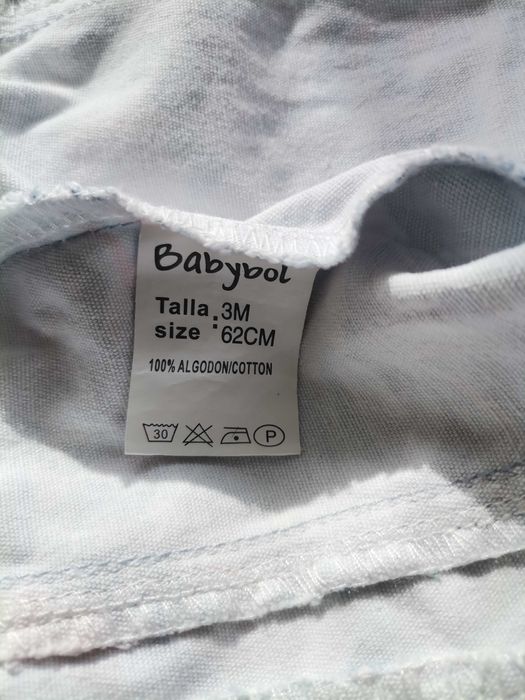 Babybol
Talla : 3M
size 62CM
100% ALGODON/COTTON
30 P